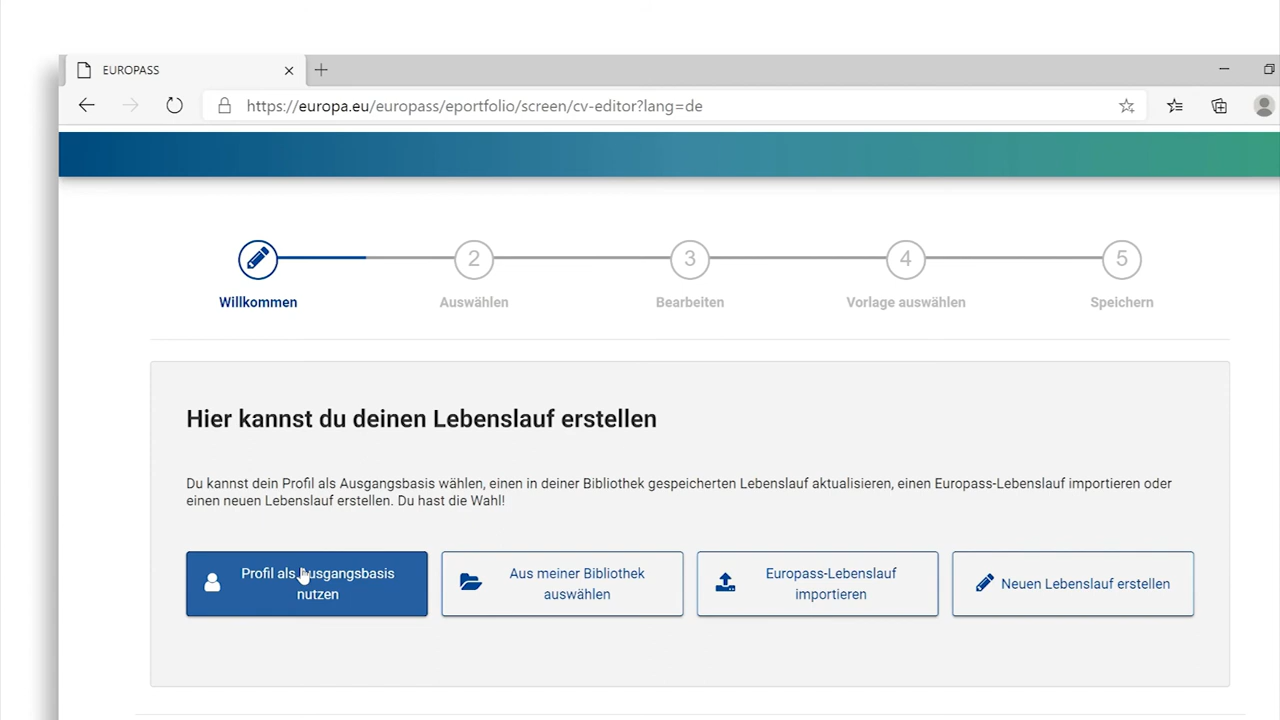 EUROPASS
https://europa.eu/europass/eportfolio/screen/cv-editor?lang=de
2
3
4
5
Willkommen
Auswählen
Bearbeiten
Vorlage auswählen
Speichern
Hier kannst du deinen Lebenslauf erstellen
Du kannst dein Profil als Ausgangsbasis wählen, einen in deiner Bibliothek gespeicherten Lebenslauf aktualisieren, einen Europass-Lebenslauf importieren oder
einen neuen Lebenslauf erstellen. Du hast die Wahl!
Profil als Ausgangsbasis
nutzen
Aus meiner Bibliothek
auswählen
Europass-Lebenslauf
importieren
Neuen Lebenslauf erstellen